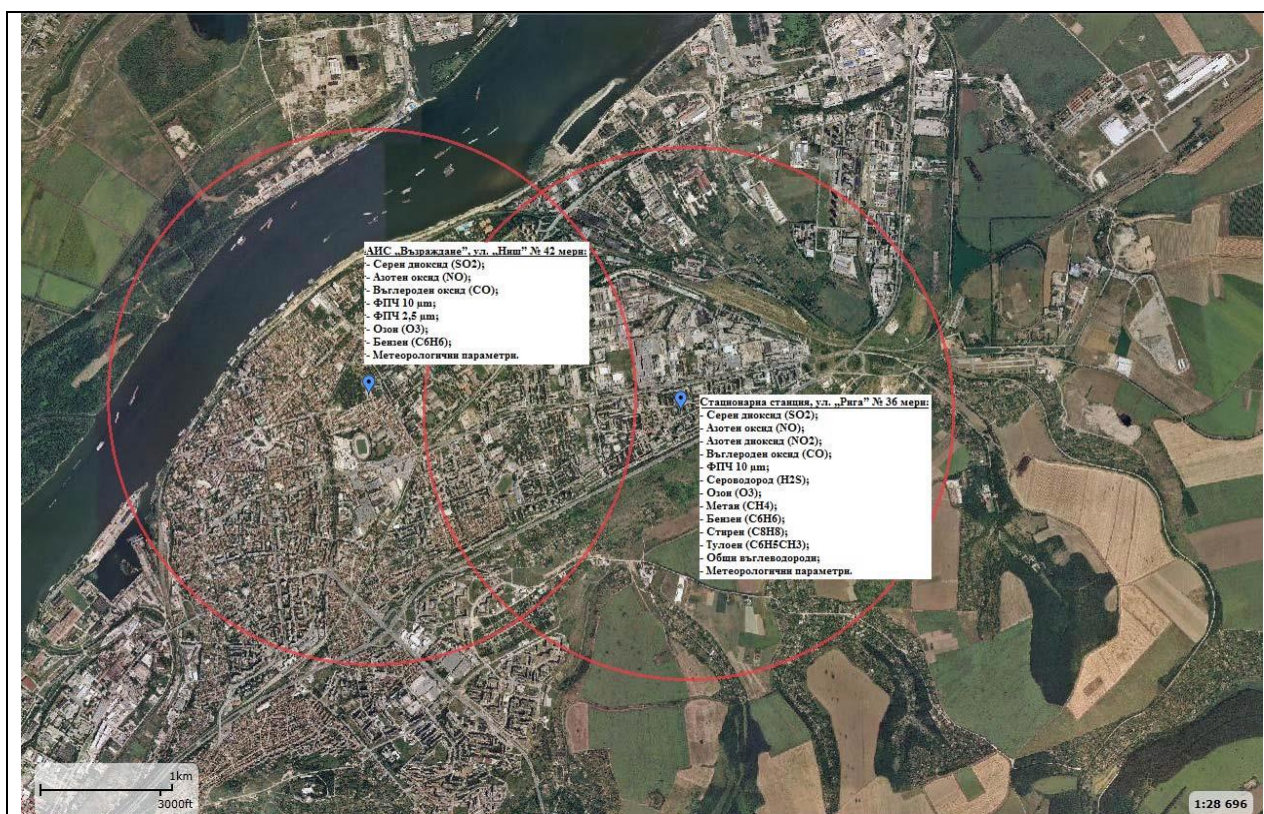 АИС „Възраждане”, ул. „Ниш” № 42 мери:
- Серен диоксид (SO2);
- Азотен оксид (NO);
- Въглероден оксид (CO);
- ФПЧ 10 µm;
- ФПЧ 2,5 µm;
- Озон (O3);
- Бензен (C6H6);
- Метеорологични параметри.
Стационарна станция, ул. „Рига” № 36 мери:
- Серен диоксид (SO2);
- Азотен оксид (NO);
- Азотен диоксид (NO2);
- Въглероден оксид (CO);
- ФПЧ 10 µm;
- Сероводород (H2S);
- Озон (O3);
- Метан (CH4);
- Бензен (C6H6);
- Стирен (C8H8);
- Тулоен (C6H5CH3);
- Общи въглеводороди;
- Метеорологични параметри.
1km
3000ft
1:28 696